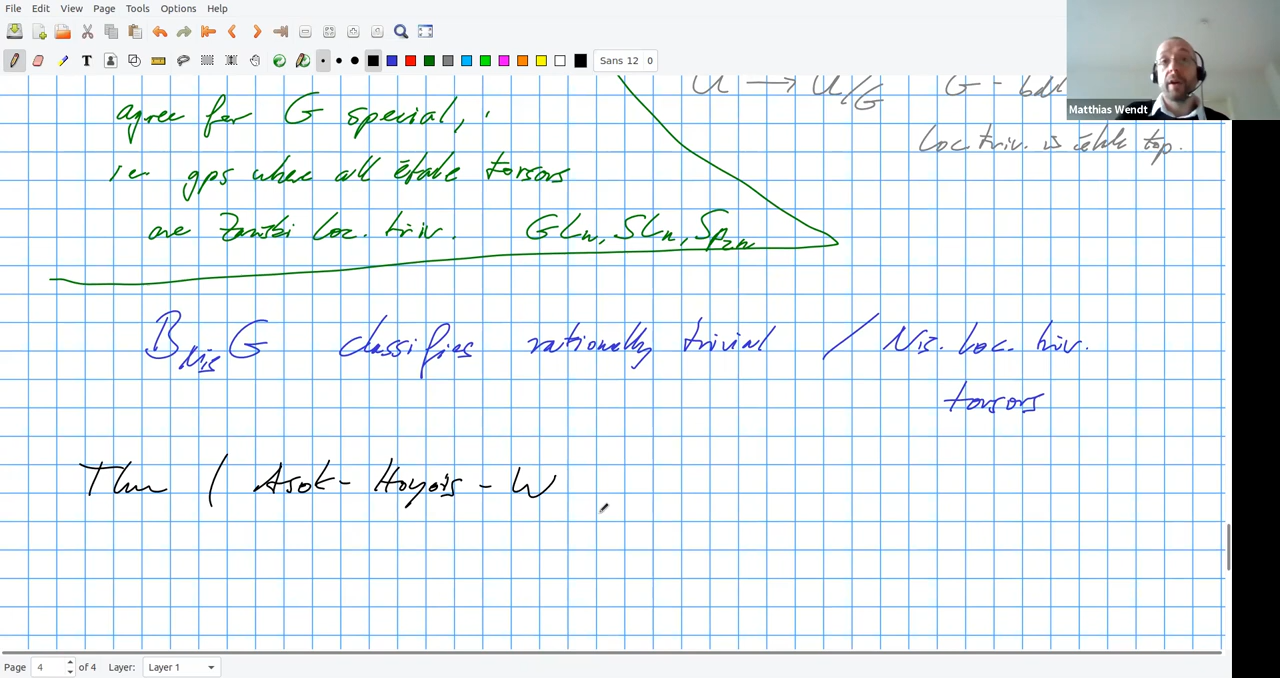 File Edit View Page Tools Options Help
Sans 12 0
Matthias Wendt
U → U/G G - bdl
loc triv. is étale top.
agree for G special,
i.e. gps where all étale torsors
are Zariski loc. triv. GLn, SLn, Sp2n
BNisG classifies rationally trivial / Nis. loc. triv.
torsors
Thm ( Asok - Hoyois - W
Page 4 of 4 Layer: Layer 1